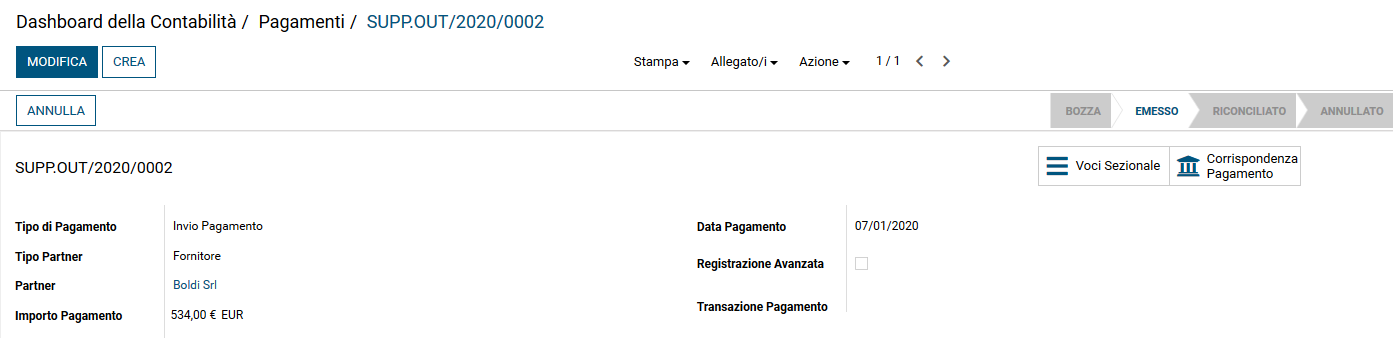 Dashboard della Contabilità / Pagamenti / SUPP.OUT/2020/0002
MODIFICA CREA Stampa Allegato/i Azione 1 / 1
ANNULLA BOZZA EMESSO RICONCILIATO ANNULLATO
SUPP.OUT/2020/0002
Voci Sezionale
Corrispondenza
Pagamento
Tipo di Pagamento Invio Pagamento
Tipo Partner Fornitore
Partner Boldi Srl
Importo Pagamento 534,00 € EUR
Data Pagamento 07/01/2020
Registrazione Avanzata
Transazione Pagamento